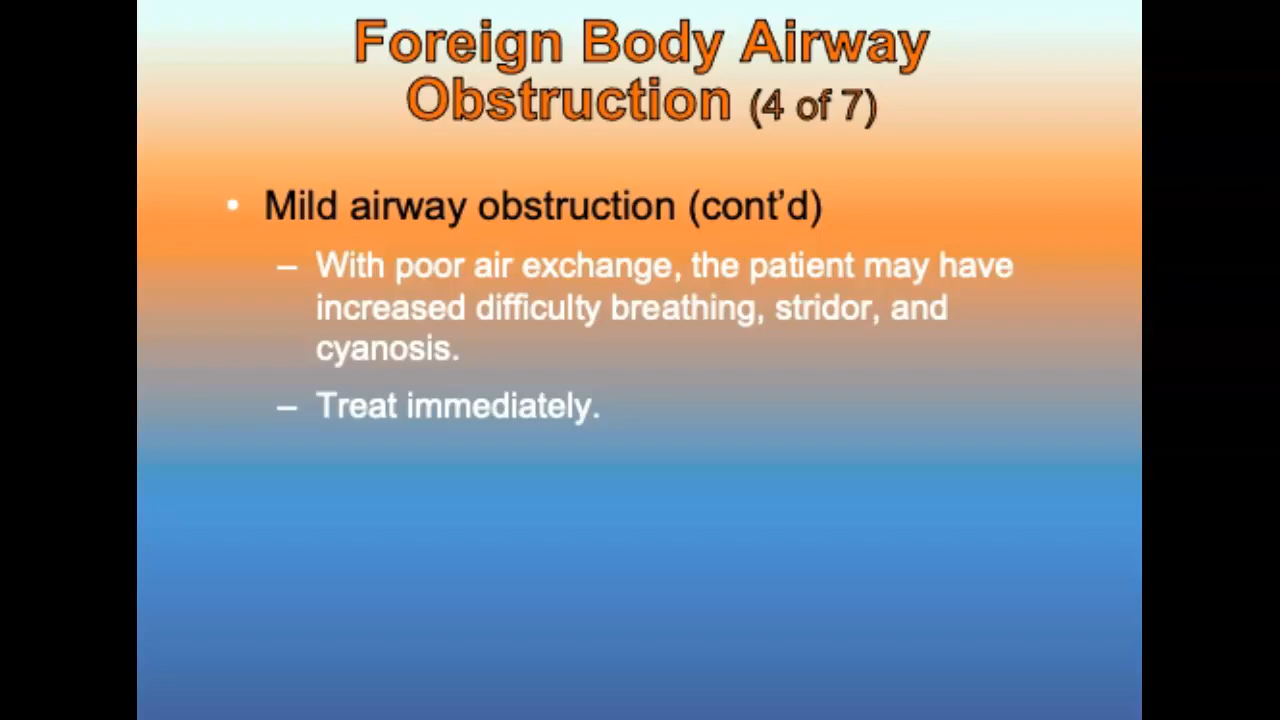 Foreign Body Airway
Obstruction (4 of 7)
• Mild airway obstruction (cont’d)
– With poor air exchange, the patient may have
increased difficulty breathing, stridor, and
cyanosis.
– Treat immediately.